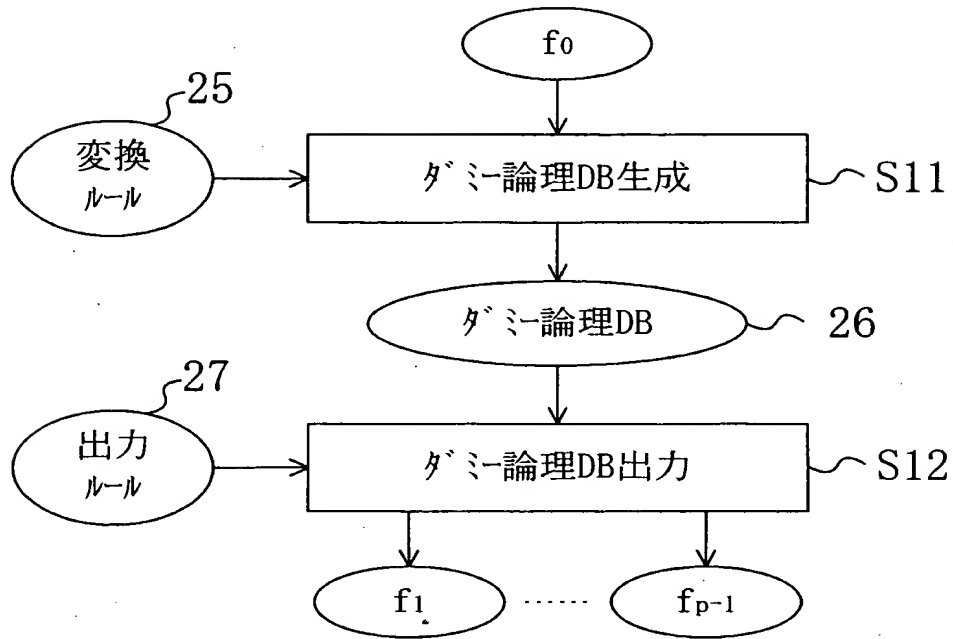 f0
25
変換
ルール
ダミー論理DB生成
S11
ダミー論理DB
26
27
出力
ルール
ダミー論理DB出力
S12
f1
......
fp-1